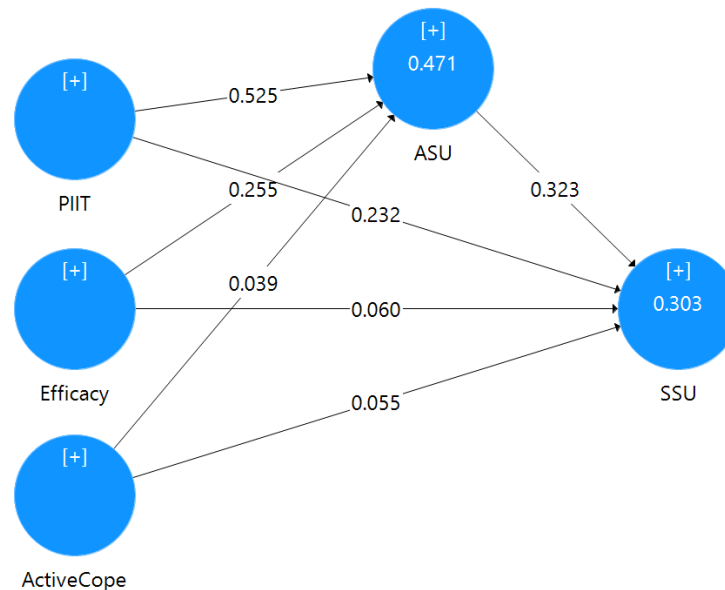 [+]
0.471
ASU
[+]
PIIT
0.525
0.255
0.232
0.323
0.039
[+]
Efficacy
0.060
[+]
0.303
SSU
0.055
[+]
ActiveCope